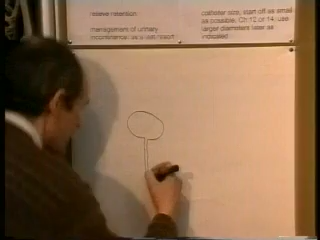 relieve retention
management of urinary
incontinence: as a last resort
catheter size, start off as small
as possible, Ch 12 or 14; use
larger diameters later as
indicated